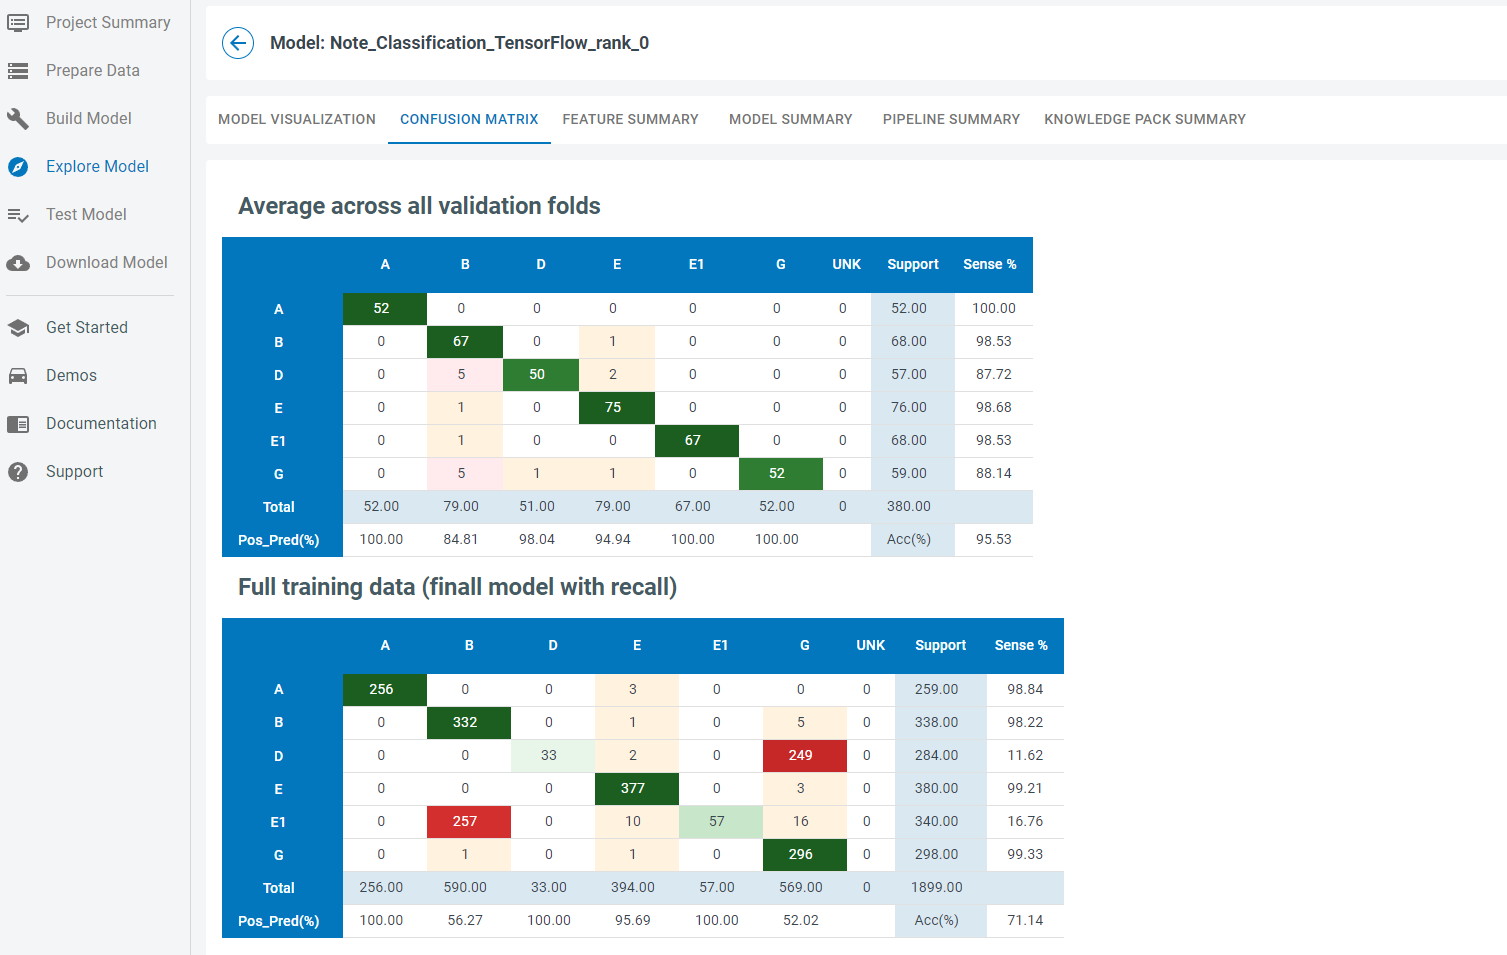 Project Summary
Prepare Data
Build Model
Explore Model
Test Model
Download Model
Get Started
Demos
Documentation
Support
Model: Note_Classification_TensorFlow_rank_0
MODEL VISUALIZATION CONFUSION MATRIX FEATURE SUMMARY MODEL SUMMARY PIPELINE SUMMARY KNOWLEDGE PACK SUMMARY
Average across all validation folds
A B D E E1 G UNK Support Sense %
A 52 0 0 0 0 0 0 52.00 100.00
B 0 67 0 1 0 0 0 68.00 98.53
D 0 5 50 2 0 0 0 57.00 87.72
E 0 1 0 75 0 0 0 76.00 98.68
E1 0 1 0 0 67 0 0 68.00 98.53
G 0 5 1 1 0 52 0 59.00 88.14
Total 52.00 79.00 51.00 79.00 67.00 52.00 0 380.00
Pos_Pred(%) 100.00 84.81 98.04 94.94 100.00 100.00 Acc(%) 95.53
Full training data (finall model with recall)
A B D E E1 G UNK Support Sense %
A 256 0 0 3 0 0 0 259.00 98.84
B 0 332 0 1 0 5 0 338.00 98.22
D 0 0 33 2 0 249 0 284.00 11.62
E 0 0 0 377 0 3 0 380.00 99.21
E1 0 257 0 10 57 16 0 340.00 16.76
G 0 1 0 1 0 296 0 298.00 99.33
Total 256.00 590.00 33.00 394.00 57.00 569.00 0 1899.00
Pos_Pred(%) 100.00 56.27 100.00 95.69 100.00 52.02 Acc(%) 71.14